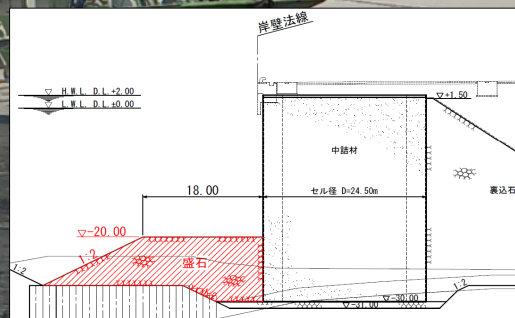 岸壁法線
H.W.L. D.L.+2.00
L.W.L. D.L.±0.00
▽+1.50
中詰材
18.00
セル径 D=24.50m
裏込石
▽-20.00
1:2
盛石
1:2
1:2
▽-30.00
▽-31.00